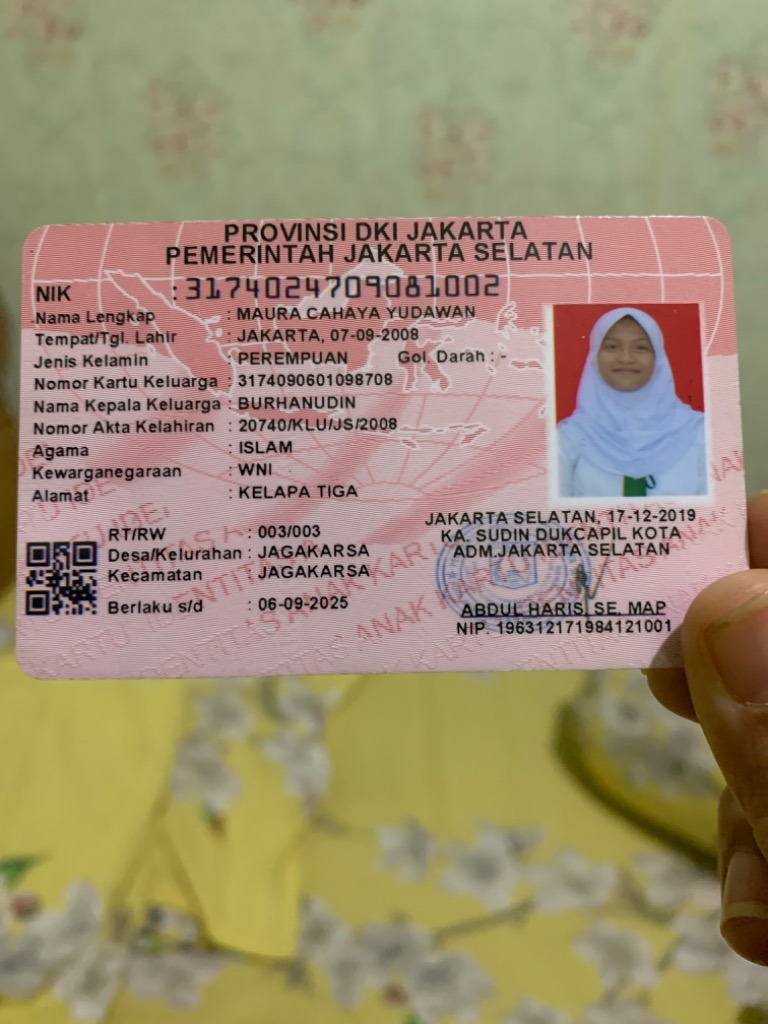 PROVINSI DKI JAKARTA
PEMERINTAH JAKARTA SELATAN
NIK : 3174024709081002
Nama Lengkap : MAURA CAHAYA YUDAWAN
Tempat/Tgl. Lahir : JAKARTA, 07-09-2008
Jenis Kelamin : PEREMPUAN Gol. Darah : -
Nomor Kartu Keluarga : 3174090601098708
Nama Kepala Keluarga : BURHANUDIN
Nomor Akta Kelahiran : 20740/KLU/JS/2008
Agama : ISLAM
Kewarganegaraan : WNI
Alamat : KELAPA TIGA
RT/RW : 003/003
Desa/Kelurahan : JAGAKARSA
Kecamatan : JAGAKARSA
Berlaku s/d : 06-09-2025
JAKARTA SELATAN, 17-12-2019
KA. SUDIN DUKCAPIL KOTA
ADM.JAKARTA SELATAN
ABDUL HARIS, SE, MAP
NIP. 196312171984121001
KARTU IDENTITAS ANAK